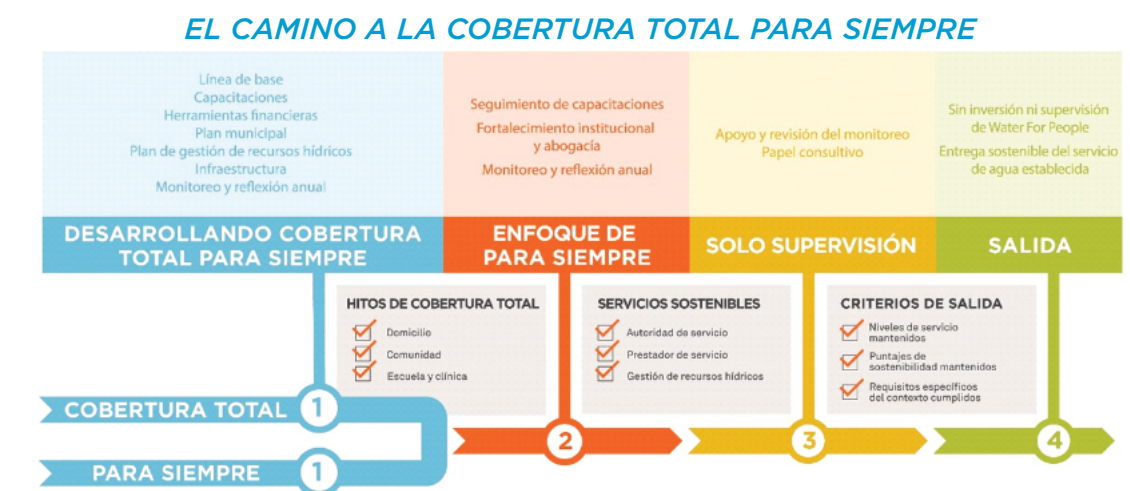 EL CAMINO A LA COBERTURA TOTAL PARA SIEMPRE
Línea de base
Capacitaciones
Herramientas financieras
Plan municipal
Plan de gestión de recursos hídricos
Infraestructura
Monitoreo y reflexión anual
Seguimiento de capacitaciones
Fortalecimiento institucional
y abogacía
Monitoreo y reflexión anual
Apoyo y revisión del monitoreo
Papel consultivo
Sin inversión ni supervisión
de Water For People
Entrega sostenible del servicio
de agua establecida
DESARROLLANDO COBERTURA
TOTAL PARA SIEMPRE
ENFOQUE DE
PARA SIEMPRE
SOLO SUPERVISIÓN
SALIDA
HITOS DE COBERTURA TOTAL
Domicilio
Comunidad
Escuela y clínica
SERVICIOS SOSTENIBLES
Autoridad de servicio
Prestador de servicio
Gestión de recursos hídricos
CRITERIOS DE SALIDA
Niveles de servicio
mantenidos
Puntajes de
sostenibilidad mantenidos
Requisitos específicos
del contexto cumplidos
COBERTURA TOTAL 1
PARA SIEMPRE 1
2
3
4